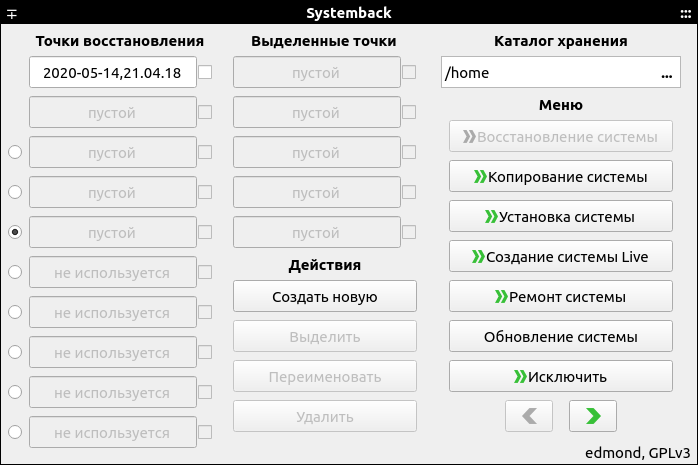 Systemback
Точки восстановления
2020-05-14,21.04.18
пустой
пустой
пустой
пустой
не используется
не используется
не используется
не используется
не используется
Выделенные точки
пустой
пустой
пустой
пустой
пустой
Действия
Создать новую
Выделить
Переименовать
Удалить
Каталог хранения
/home ...
Меню
Восстановление системы
Копирование системы
Установка системы
Создание системы Live
Ремонт системы
Обновление системы
Исключить
edmond, GPLv3